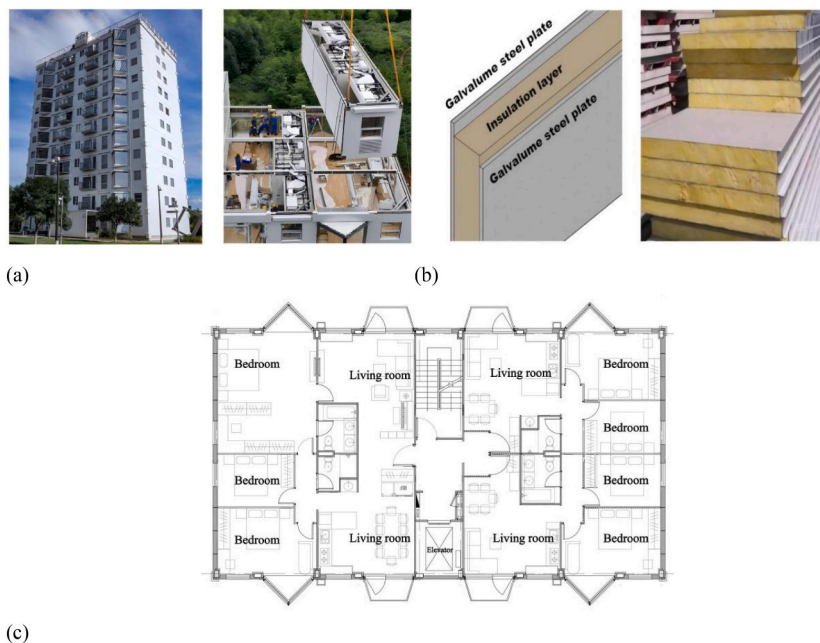 Galvalume steel plate
Insulation layer
Galvalume steel plate
(a)
(b)
Bedroom
Living room
Living room
Bedroom
Bedroom
Bedroom
Bedroom
Bedroom
Living room
Living room
Bedroom
Elevator
(c)